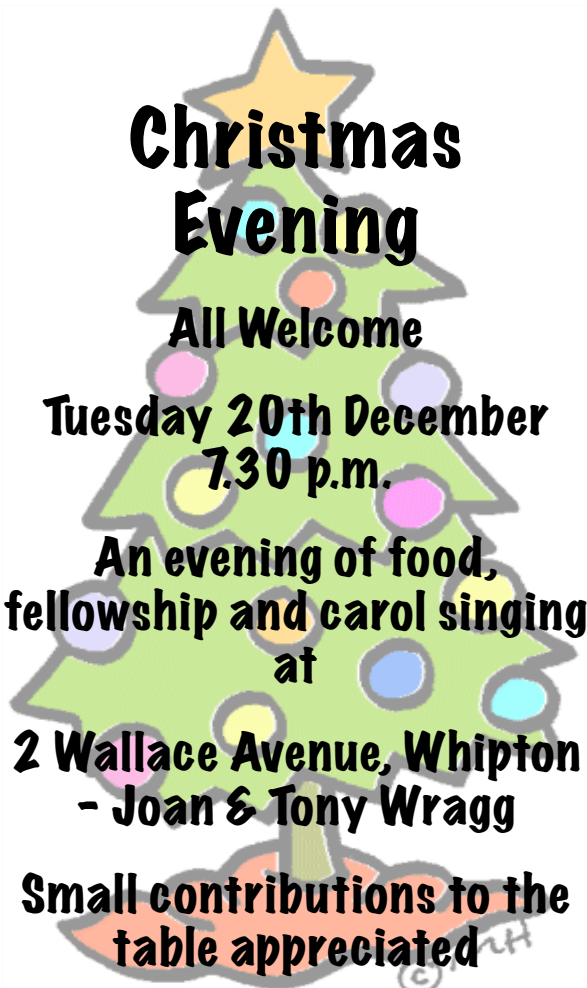 Christmas
Evening
All Welcome
Tuesday 20th December
7.30 p.m.
An evening of food,
fellowship and carol singing
at
2 Wallace Avenue, Whipton
- Joan & Tony Wragg
Small contributions to the
table appreciated
©